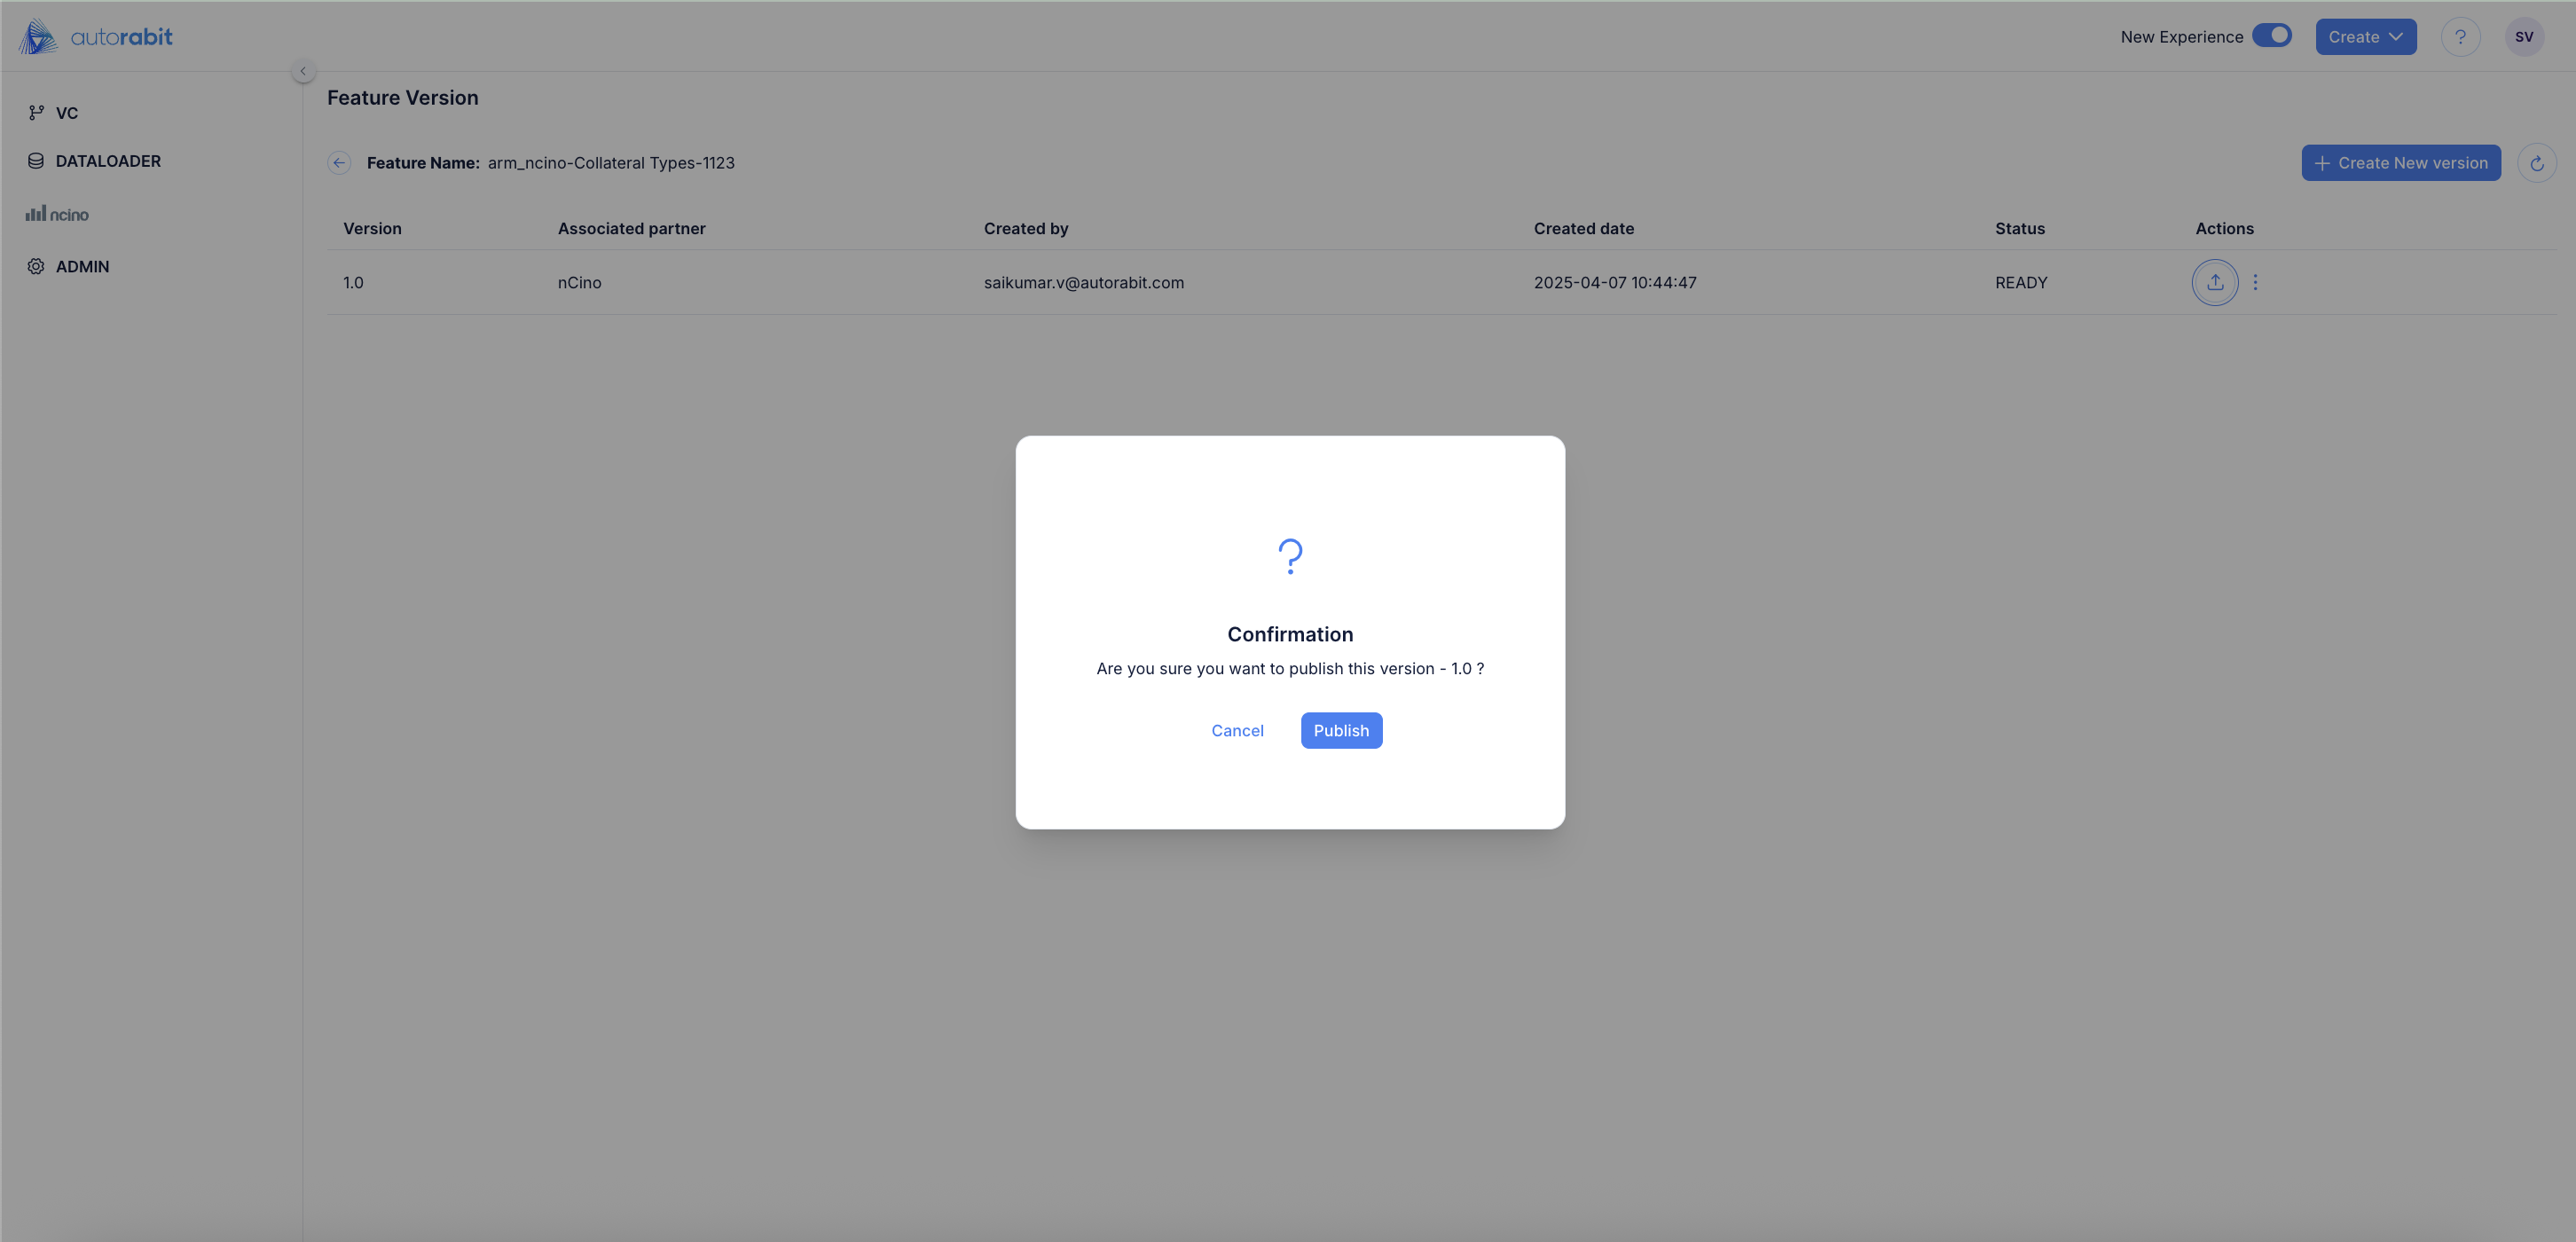 autorabit
New Experience
Create
?
SV
VC
DATALOADER
ncino
ADMIN
Feature Version
Feature Name: arm_ncino-Collateral Types-1123
+ Create New version
Version Associated partner Created by Created date Status Actions
1.0 nCino saikumar.v@autorabit.com 2025-04-07 10:44:47 READY
?
Confirmation
Are you sure you want to publish this version - 1.0 ?
Cancel Publish